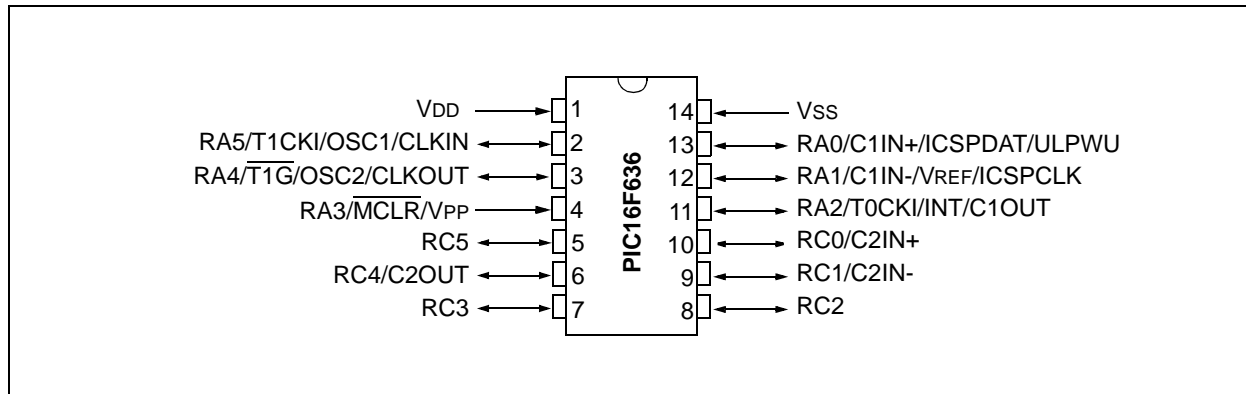 VDD 1 14 VSS
RA5/T1CKI/OSC1/CLKIN 2 13 RA0/C1IN+/ICSPDAT/ULPWU
RA4/T1G/OSC2/CLKOUT 3 12 RA1/C1IN-/VREF/ICSPCLK
RA3/MCLR/VPP 4 11 RA2/T0CKI/INT/C1OUT
RC5 5 10 RC0/C2IN+
RC4/C2OUT 6 9 RC1/C2IN-
RC3 7 8 RC2
PIC16F636